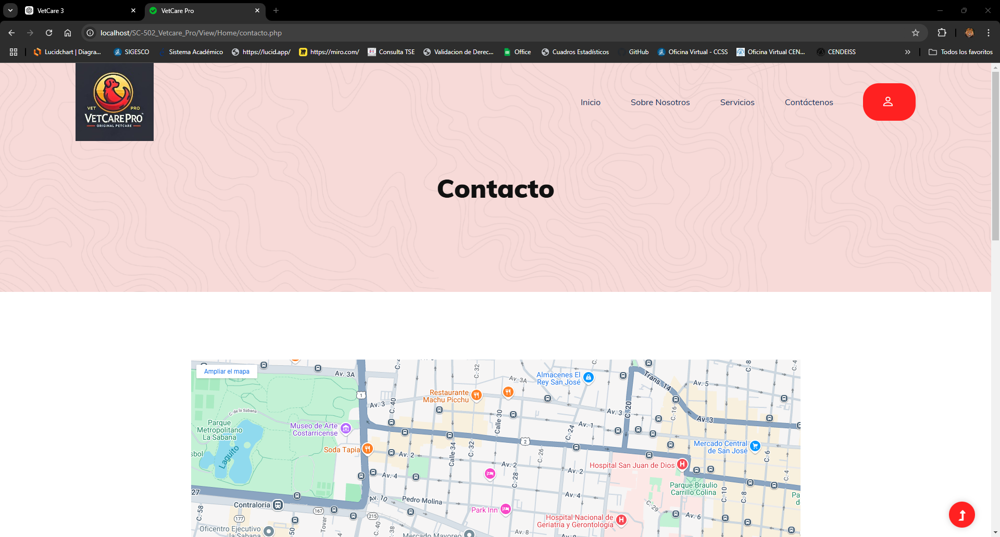 VetCare 3
VetCare Pro
localhost/SC-502_Vetcare_Pro/View/Home/contacto.php
Lucidchart | Diagra...
SIGESCO
Sistema Académico
https://lucid.app/
https://miro.com/
Consulta TSE
Validacion de Derec...
Office
Cuadros Estadísticos
GitHub
Oficina Virtual - CCSS
Oficina Virtual CEN...
CENDEISS
Todos los favoritos
VET PRO
VETCAREPRO
ORIGINAL PETCARE
Inicio
Sobre Nosotros
Servicios
Contáctenos
Contacto
Ampliar el mapa
Av. 3A
C. 32
Av. 3A
Almacenes El
Rey San José
Trans. 14
Av. 5
C. 8
C. 4
Restaurante
Machu Picchu
1
Av. 3
C. 40
C. de la Sabana
Calle 30
Av. 3
C. 20
C. 16
Av. 3
Parque
Metropolitano
La Sabana
Museo de Arte
Costarricense
Av. 1
C. 24
2
Mercado Central
de San José
Soda Tapia
Calle 34
C. 32
C. 26
C. 6
sbol
Laguito
Av. 2
Av. 2
Av. 2
Hospital San Juan de Dios
Av. 4
C. 28
C. 4
Parque Braulio
Carrillo Colina
27
Av. 4
C. 10
C. 8
Pa
de
Av. 10
Pedro Molina
Contraloría
Park Inn
C. 29
C. 58
167
215
177
Tovar
Hospital Nacional de
Geriatría y Gerontología
Av. 6
Oficentro Ejecutivo
la Sabana
50
C. 40
C. 38
Mercado Mayoreo
Av. 8
Av. 8